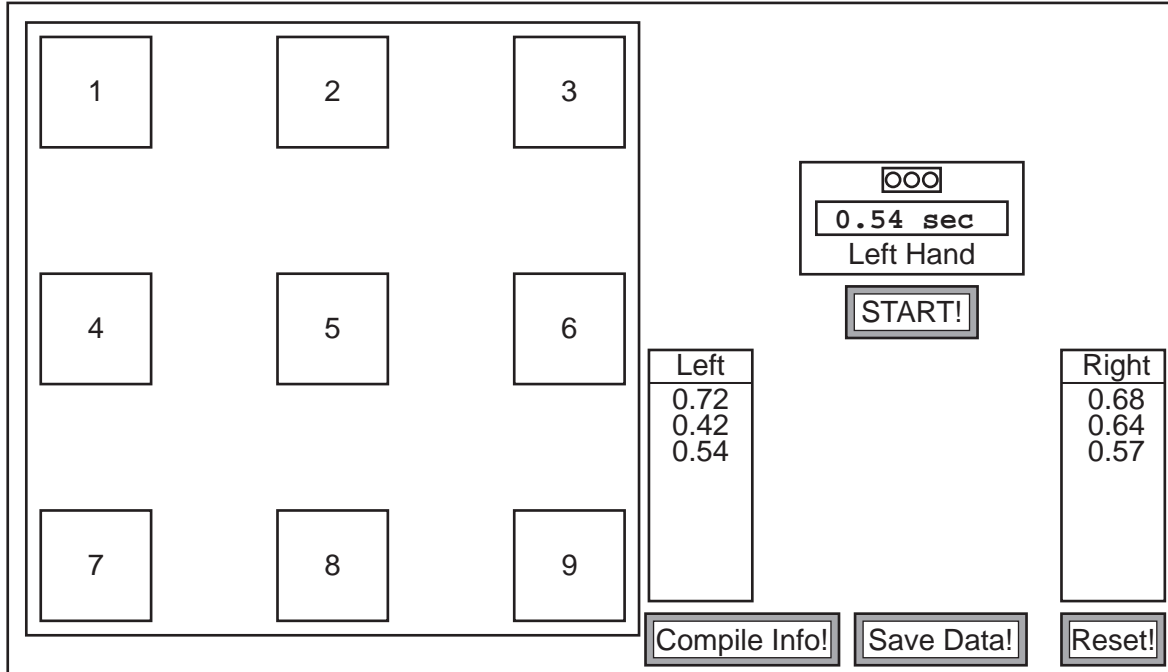 1 2 3
4 5 6
7 8 9
0.54 sec
Left Hand
START!
Left
0.72
0.42
0.54
Right
0.68
0.64
0.57
Compile Info! Save Data! Reset!